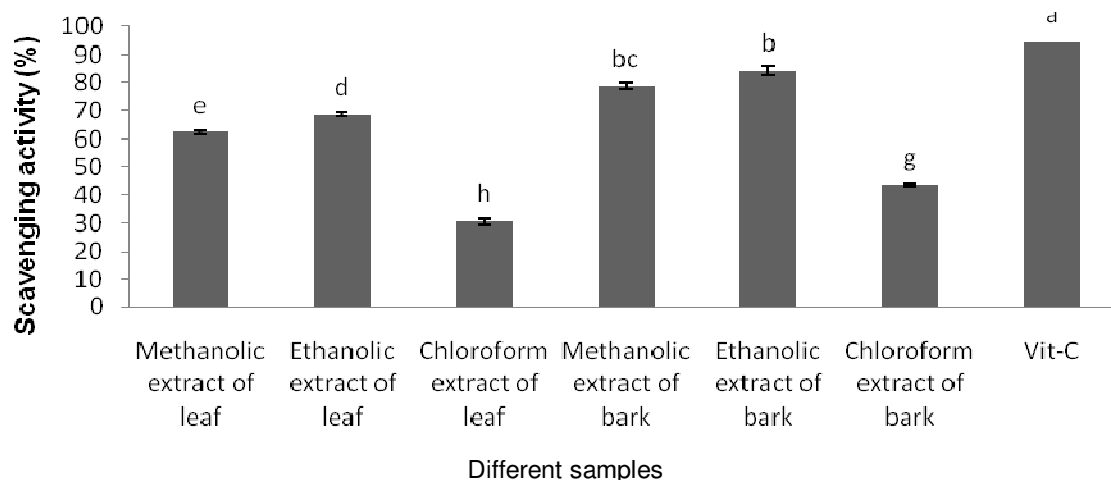 Scavenging activity (%)
100
90
80
70
60
50
40
30
20
10
0
e
d
h
bc
b
g
a
Methanolic extract of leaf
Ethanolic extract of leaf
Chloroform extract of leaf
Methanolic extract of bark
Ethanolic extract of bark
Chloroform extract of bark
Vit-C
Different samples